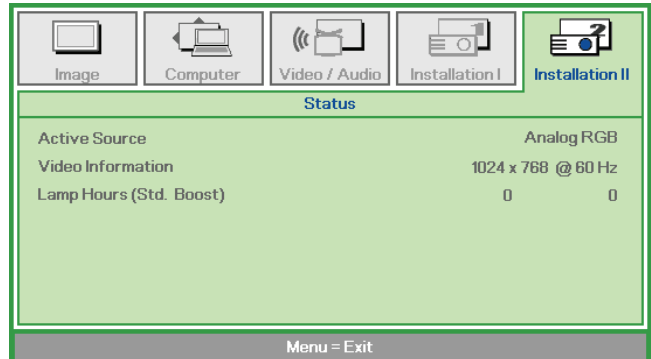 Image Computer Video / Audio Installation I Installation II
Status
Active Source Analog RGB
Video Information 1024 x 768 @ 60 Hz
Lamp Hours (Std. Boost) 0 0
Menu = Exit